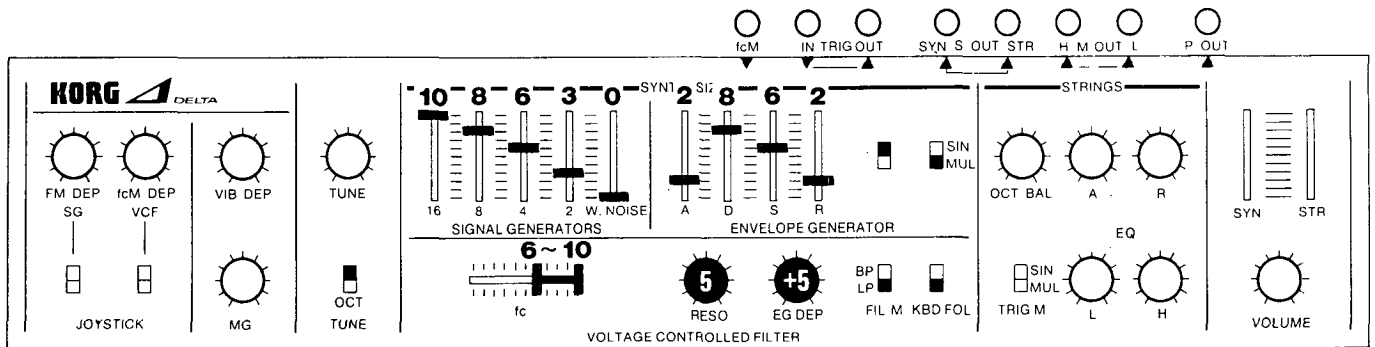 fcM IN TRIG OUT SYN S OUT STR H M OUT L P OUT
KORG DELTA
SYNT SIZ
STRINGS
10 8 6 3 0 2 8 6 2
SIN
MUL
FM DEP fcM DEP VIB DEP TUNE
16 8 4 2 W. NOISE A D S R
OCT BAL A R
SYN STR
SG VCF
SIGNAL GENERATORS ENVELOPE GENERATOR
EQ
6~10
5 +5
BP
LP
SIN
MUL
OCT
fc RESO EG DEP FIL M KBD FOL TRIG M L H
JOYSTICK MG TUNE VOLUME
VOLTAGE CONTROLLED FILTER